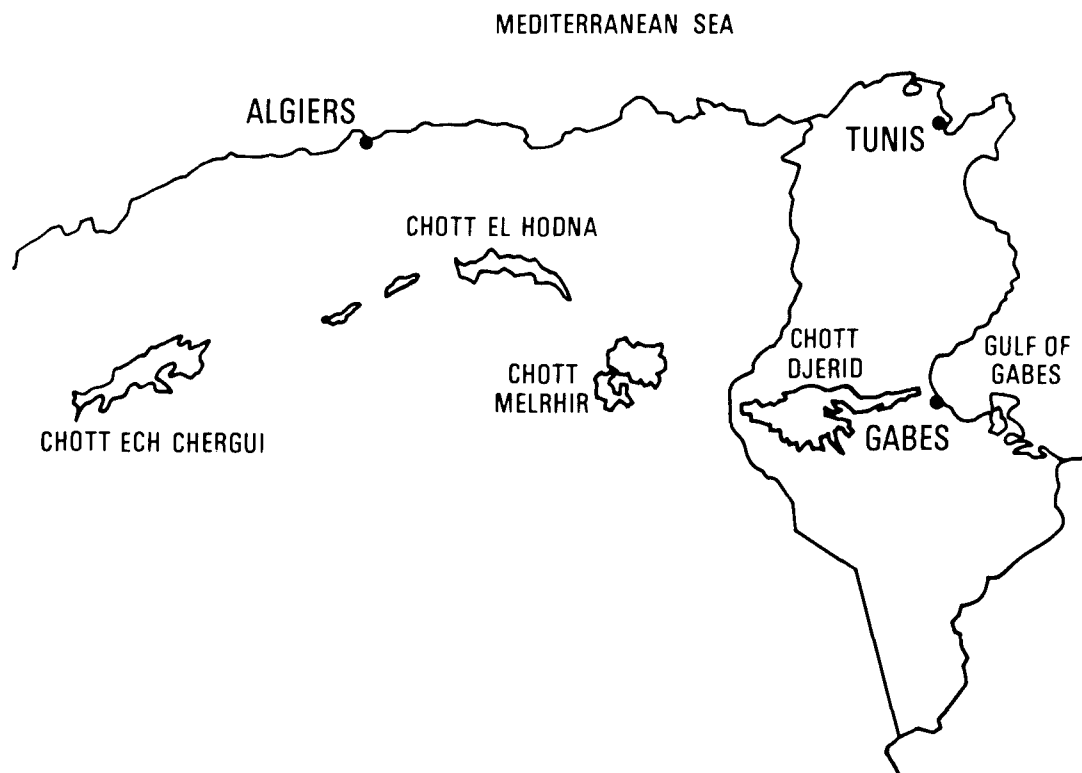 MEDITERRANEAN SEA
ALGIERS
TUNIS
CHOTT EL HODNA
CHOTT
DJERID
GULF OF
GABES
CHOTT
MELRHIR
CHOTT ECH CHERGUI
GABES